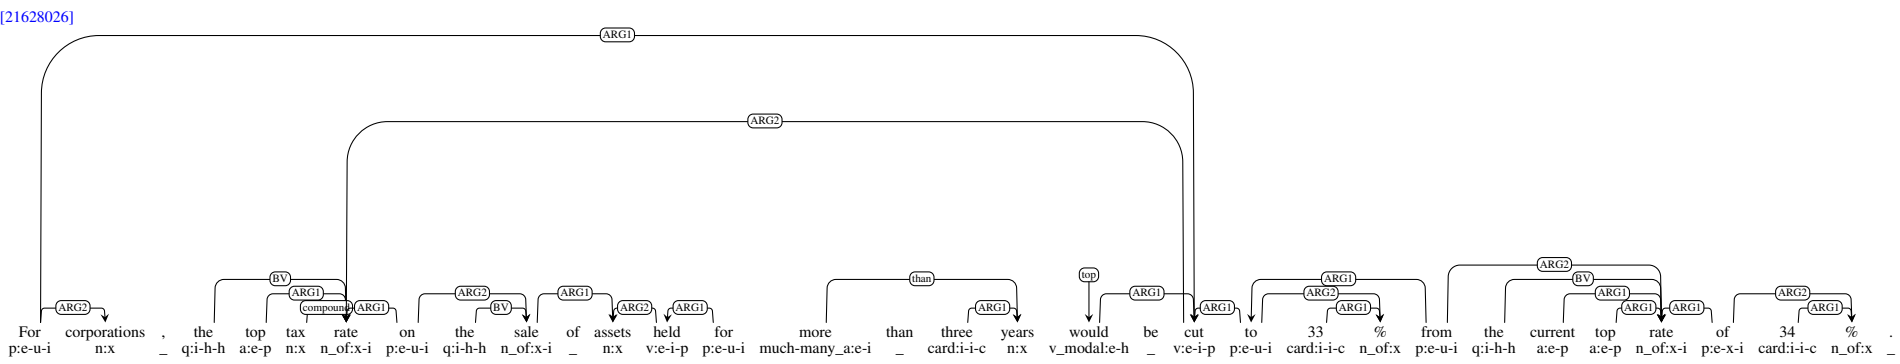 [21628026]
ARG1
ARG2
top
ARG2
BV than ARG1 BV
ARG1 ARG2 BV ARG1 ARG2 ARG1 ARG2 ARG1 ARG2
ARG2 compound ARG1 BV ARG2 ARG1 ARG1 ARG1 ARG1 ARG1 ARG1 ARG1
For corporations , the top tax rate on the sale of assets held for more than three years would be cut to 33 % from the current top rate of 34 % .
p:e-u-i n:x _ q:i-h-h a:e-p n:x n_of:x-i p:e-u-i q:i-h-h n_of:x-i _ n:x v:e-i-p p:e-u-i much-many_a:e-i _ card:i-i-c n:x v_modal:e-h _ v:e-i-p p:e-u-i card:i-i-c n_of:x p:e-u-i q:i-h-h a:e-p a:e-p n_of:x-i p:e-x-i card:i-i-c n_of:x _